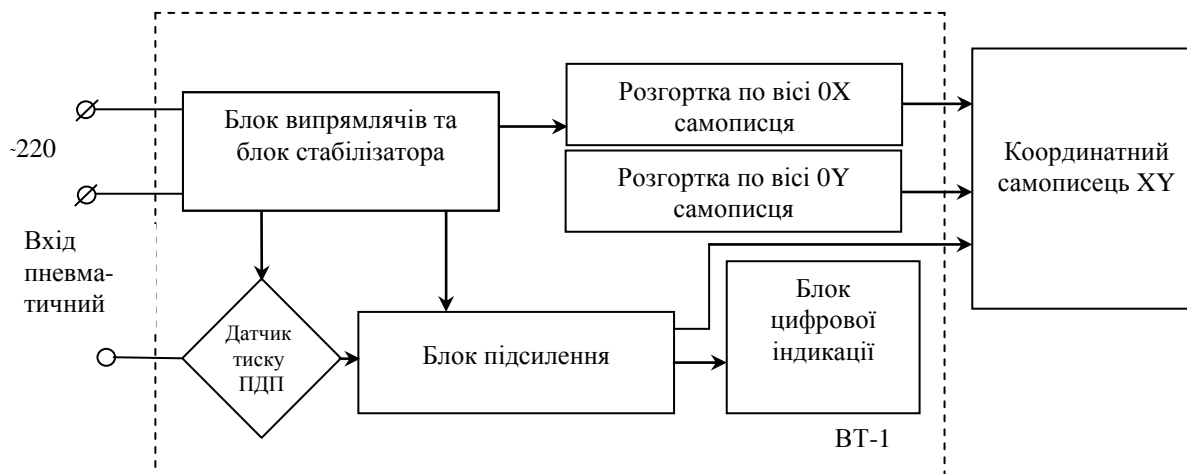 ~220
Вхід
пневма-
тичний
Блок випрямлячів та
блок стабілізатора
Розгортка по вісі 0X
самописця
Розгортка по вісі 0Y
самописця
Координатний
самописець XY
Датчик
тиску
ПДП
Блок підсилення
Блок
цифрової
індикації
ВТ-1